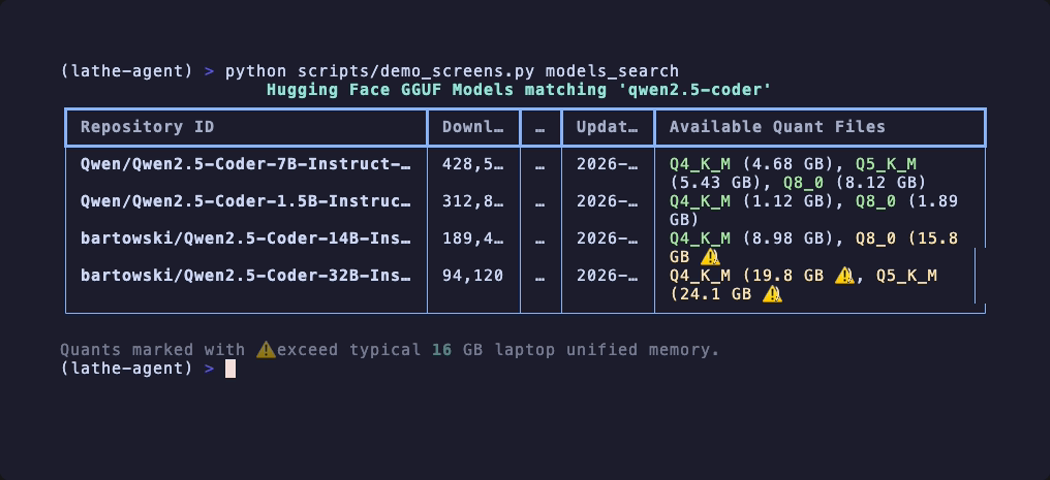 (lathe-agent) > python scripts/demo_screens.py models_search
Hugging Face GGUF Models matching 'qwen2.5-coder'
Repository ID Downl… … Updat… Available Quant Files
Qwen/Qwen2.5-Coder-7B-Instruct-… 428,5… … 2026-… Q4_K_M (4.68 GB), Q5_K_M
(5.43 GB), Q8_0 (8.12 GB)
Qwen/Qwen2.5-Coder-1.5B-Instruc… 312,8… … 2026-… Q4_K_M (1.12 GB), Q8_0 (1.89
GB)
bartowski/Qwen2.5-Coder-14B-Ins… 189,4… … 2026-… Q4_K_M (8.98 GB), Q8_0 (15.8
GB ⚠️
bartowski/Qwen2.5-Coder-32B-Ins… 94,120 … 2026-… Q4_K_M (19.8 GB ⚠️, Q5_K_M
(24.1 GB ⚠️
Quants marked with ⚠️exceed typical 16 GB laptop unified memory.
(lathe-agent) >